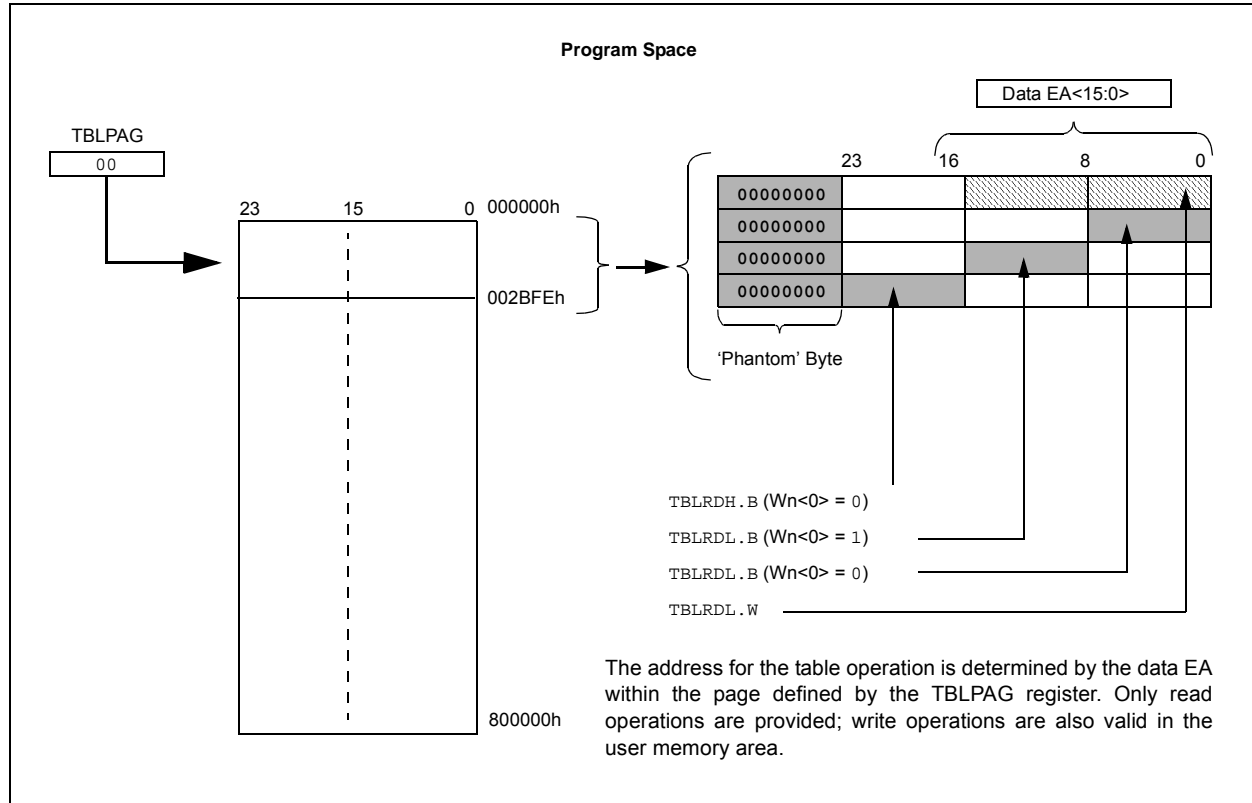 Program Space
Data EA<15:0>
TBLPAG
00
23 16 8 0
23 15 0 000000h
00000000
00000000
00000000
00000000
002BFEh
‘Phantom’ Byte
TBLRDH.B (Wn<0> = 0)
TBLRDL.B (Wn<0> = 1)
TBLRDL.B (Wn<0> = 0)
TBLRDL.W
The address for the table operation is determined by the data EA
within the page defined by the TBLPAG register. Only read
operations are provided; write operations are also valid in the
user memory area.
800000h